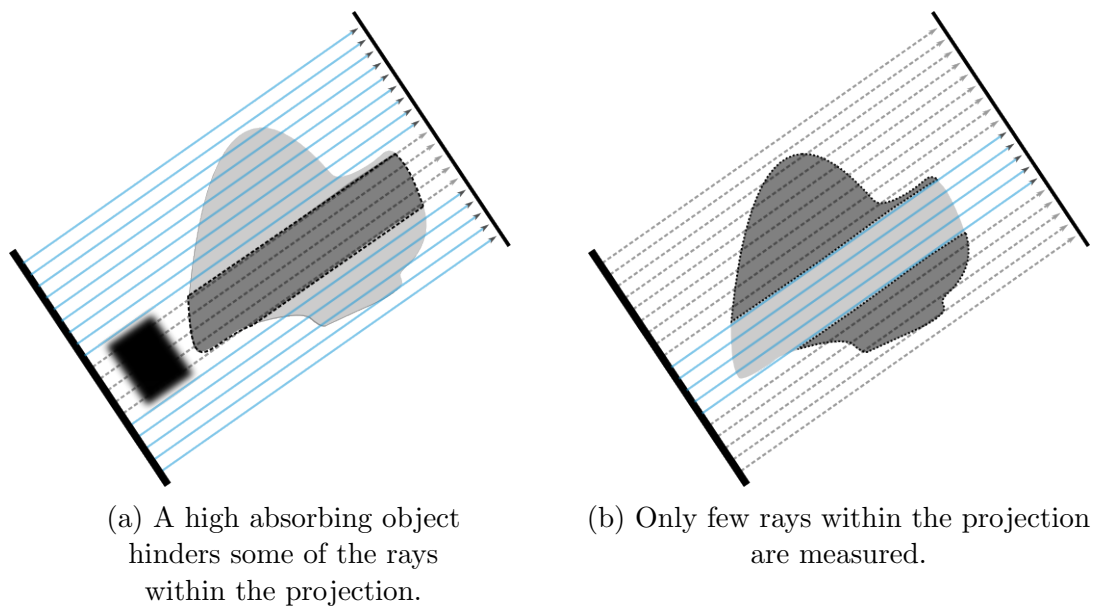 (a) A high absorbing object
hinders some of the rays
within the projection.
(b) Only few rays within the projection
are measured.